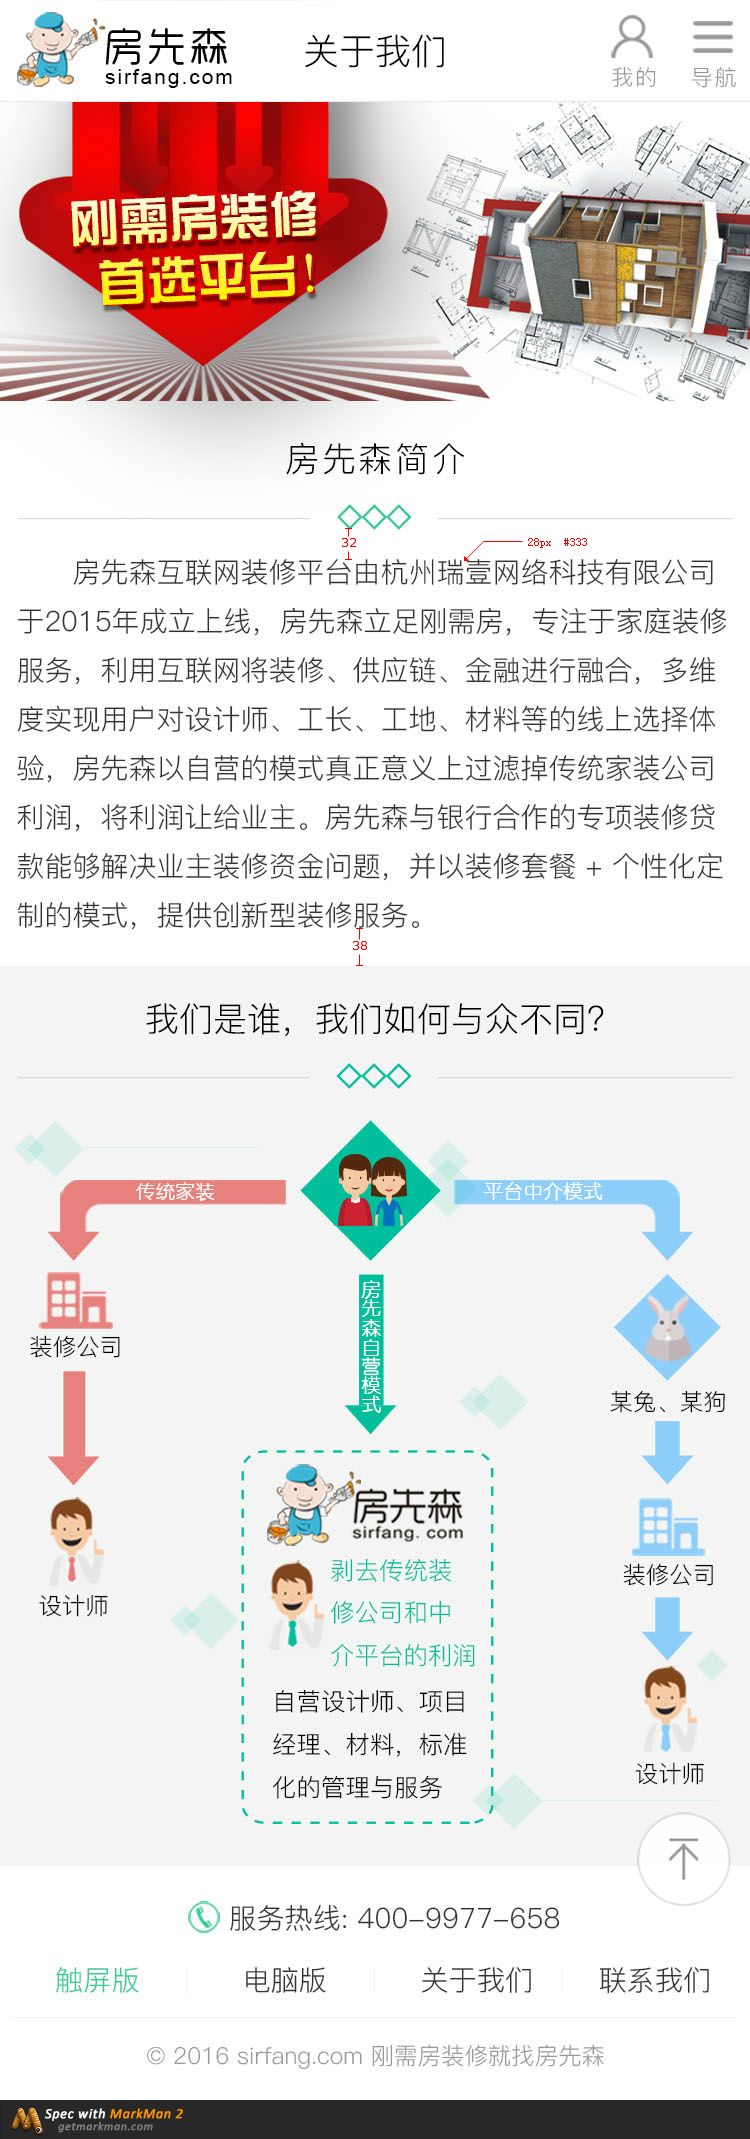 房先森
sirfang.com
关于我们
我的
导航
刚需房装修
首选平台!
房先森简介
32
28px #333
房先森互联网装修平台由杭州瑞壹网络科技有限公司
于2015年成立上线，房先森立足刚需房，专注于家庭装修
服务，利用互联网将装修、供应链、金融进行融合，多维
度实现用户对设计师、工长、工地、材料等的线上选择体
验，房先森以自营的模式真正意义上过滤掉传统家装公司
利润，将利润让给业主。房先森与银行合作的专项装修贷
款能够解决业主装修资金问题，并以装修套餐 + 个性化定
制的模式，提供创新型装修服务。
38
我们是谁，我们如何与众不同？
传统家装
平台中介模式
房先森自营模式
装修公司
某兔、某狗
设计师
房先森
sirfang.com
剥去传统装
修公司和中
介平台的利润
自营设计师、项目
经理、材料，标准
化的管理与服务
装修公司
设计师
服务热线: 400-9977-658
触屏版
电脑版
关于我们
联系我们
© 2016 sirfang.com 刚需房装修就找房先森
Spec with MarkMan 2
getmarkman.com